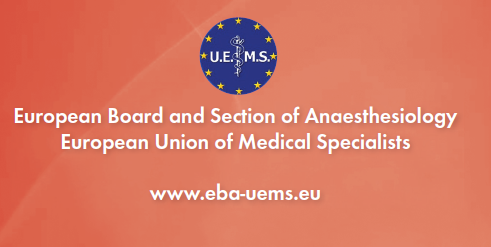 U.E.M.S.
European Board and Section of Anaesthesiology
European Union of Medical Specialists
www.eba-uems.eu